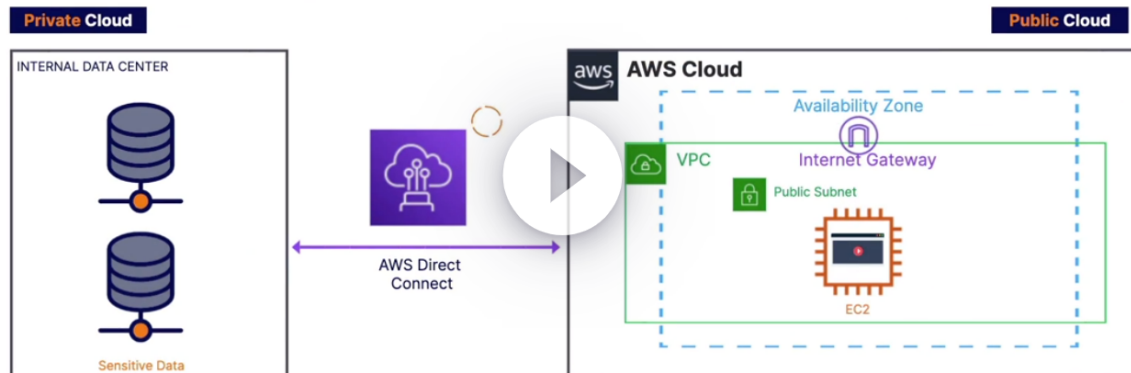 Private Cloud
Public Cloud
INTERNAL DATA CENTER
aws
AWS Cloud
Availability Zone
VPC
Internet Gateway
Public Subnet
AWS Direct
Connect
EC2
Sensitive Data